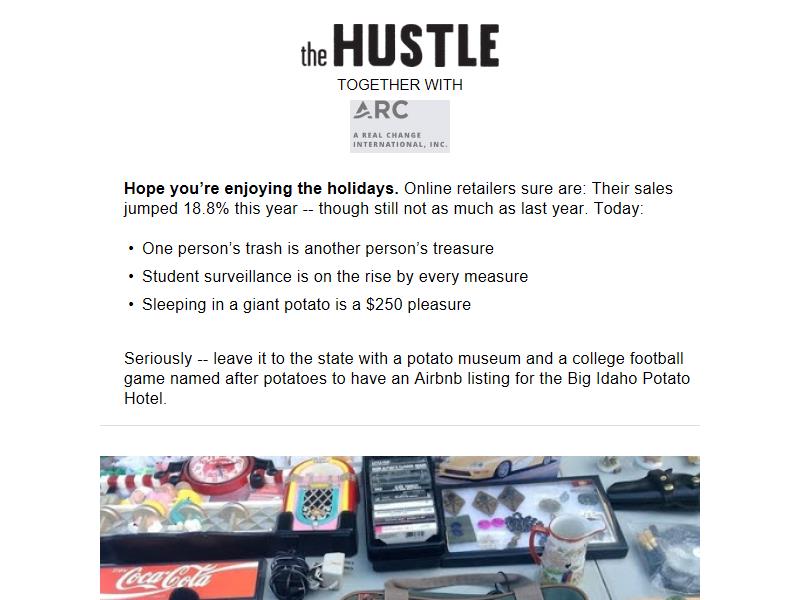 the HUSTLE
TOGETHER WITH
ARC
A REAL CHANGE
INTERNATIONAL, INC.
Hope you’re enjoying the holidays. Online retailers sure are: Their sales
jumped 18.8% this year -- though still not as much as last year. Today:
• One person’s trash is another person’s treasure
• Student surveillance is on the rise by every measure
• Sleeping in a giant potato is a $250 pleasure
Seriously -- leave it to the state with a potato museum and a college football
game named after potatoes to have an Airbnb listing for the Big Idaho Potato
Hotel.
Coca-Cola